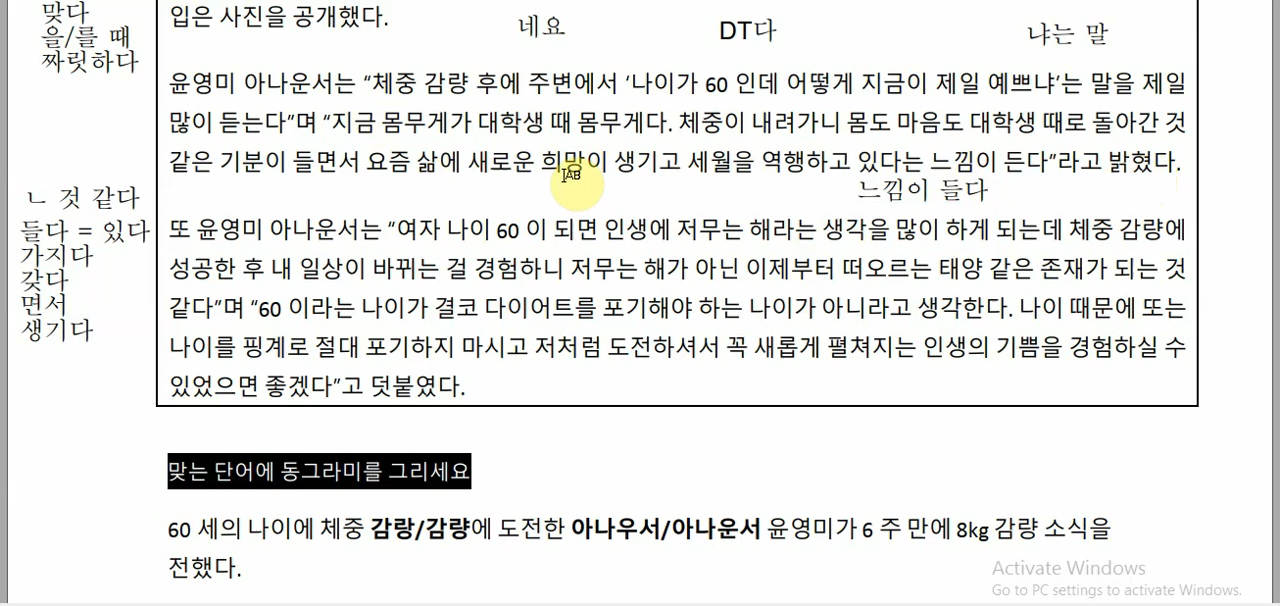 맞다
을/를 때
짜릿하다
입은 사진을 공개했다.
네요
DT다
냐는 말
윤영미 아나운서는 "체중 감량 후에 주변에서 '나이가 60 인데 어떻게 지금이 제일 예쁘냐'는 말을 제일
많이 듣는다"며 "지금 몸무게가 대학생 때 몸무게다. 체중이 내려가니 몸도 마음도 대학생 때로 돌아간 것
같은 기분이 들면서 요즘 삶에 새로운 희망이 생기고 세월을 역행하고 있다는 느낌이 든다"라고 밝혔다.
느낌이 들다
ㄴ 것 같다
들다 = 있다
가지다
갖다
면서
생기다
또 윤영미 아나운서는 "여자 나이 60 이 되면 인생에 저무는 해라는 생각을 많이 하게 되는데 체중 감량에
성공한 후 내 일상이 바뀌는 걸 경험하니 저무는 해가 아닌 이제부터 떠오르는 태양 같은 존재가 되는 것
같다"며 "60 이라는 나이가 결코 다이어트를 포기해야 하는 나이가 아니라고 생각한다. 나이 때문에 또는
나이를 핑계로 절대 포기하지 마시고 저처럼 도전하셔서 꼭 새롭게 펼쳐지는 인생의 기쁨을 경험하실 수
있었으면 좋겠다"고 덧붙였다.
맞는 단어에 동그라미를 그리세요
60 세의 나이에 체중 감랑/감량에 도전한 아나우서/아나운서 윤영미가 6 주 만에 8kg 감량 소식을
전했다.
Activate Windows
Go to PC settings to activate Windows.